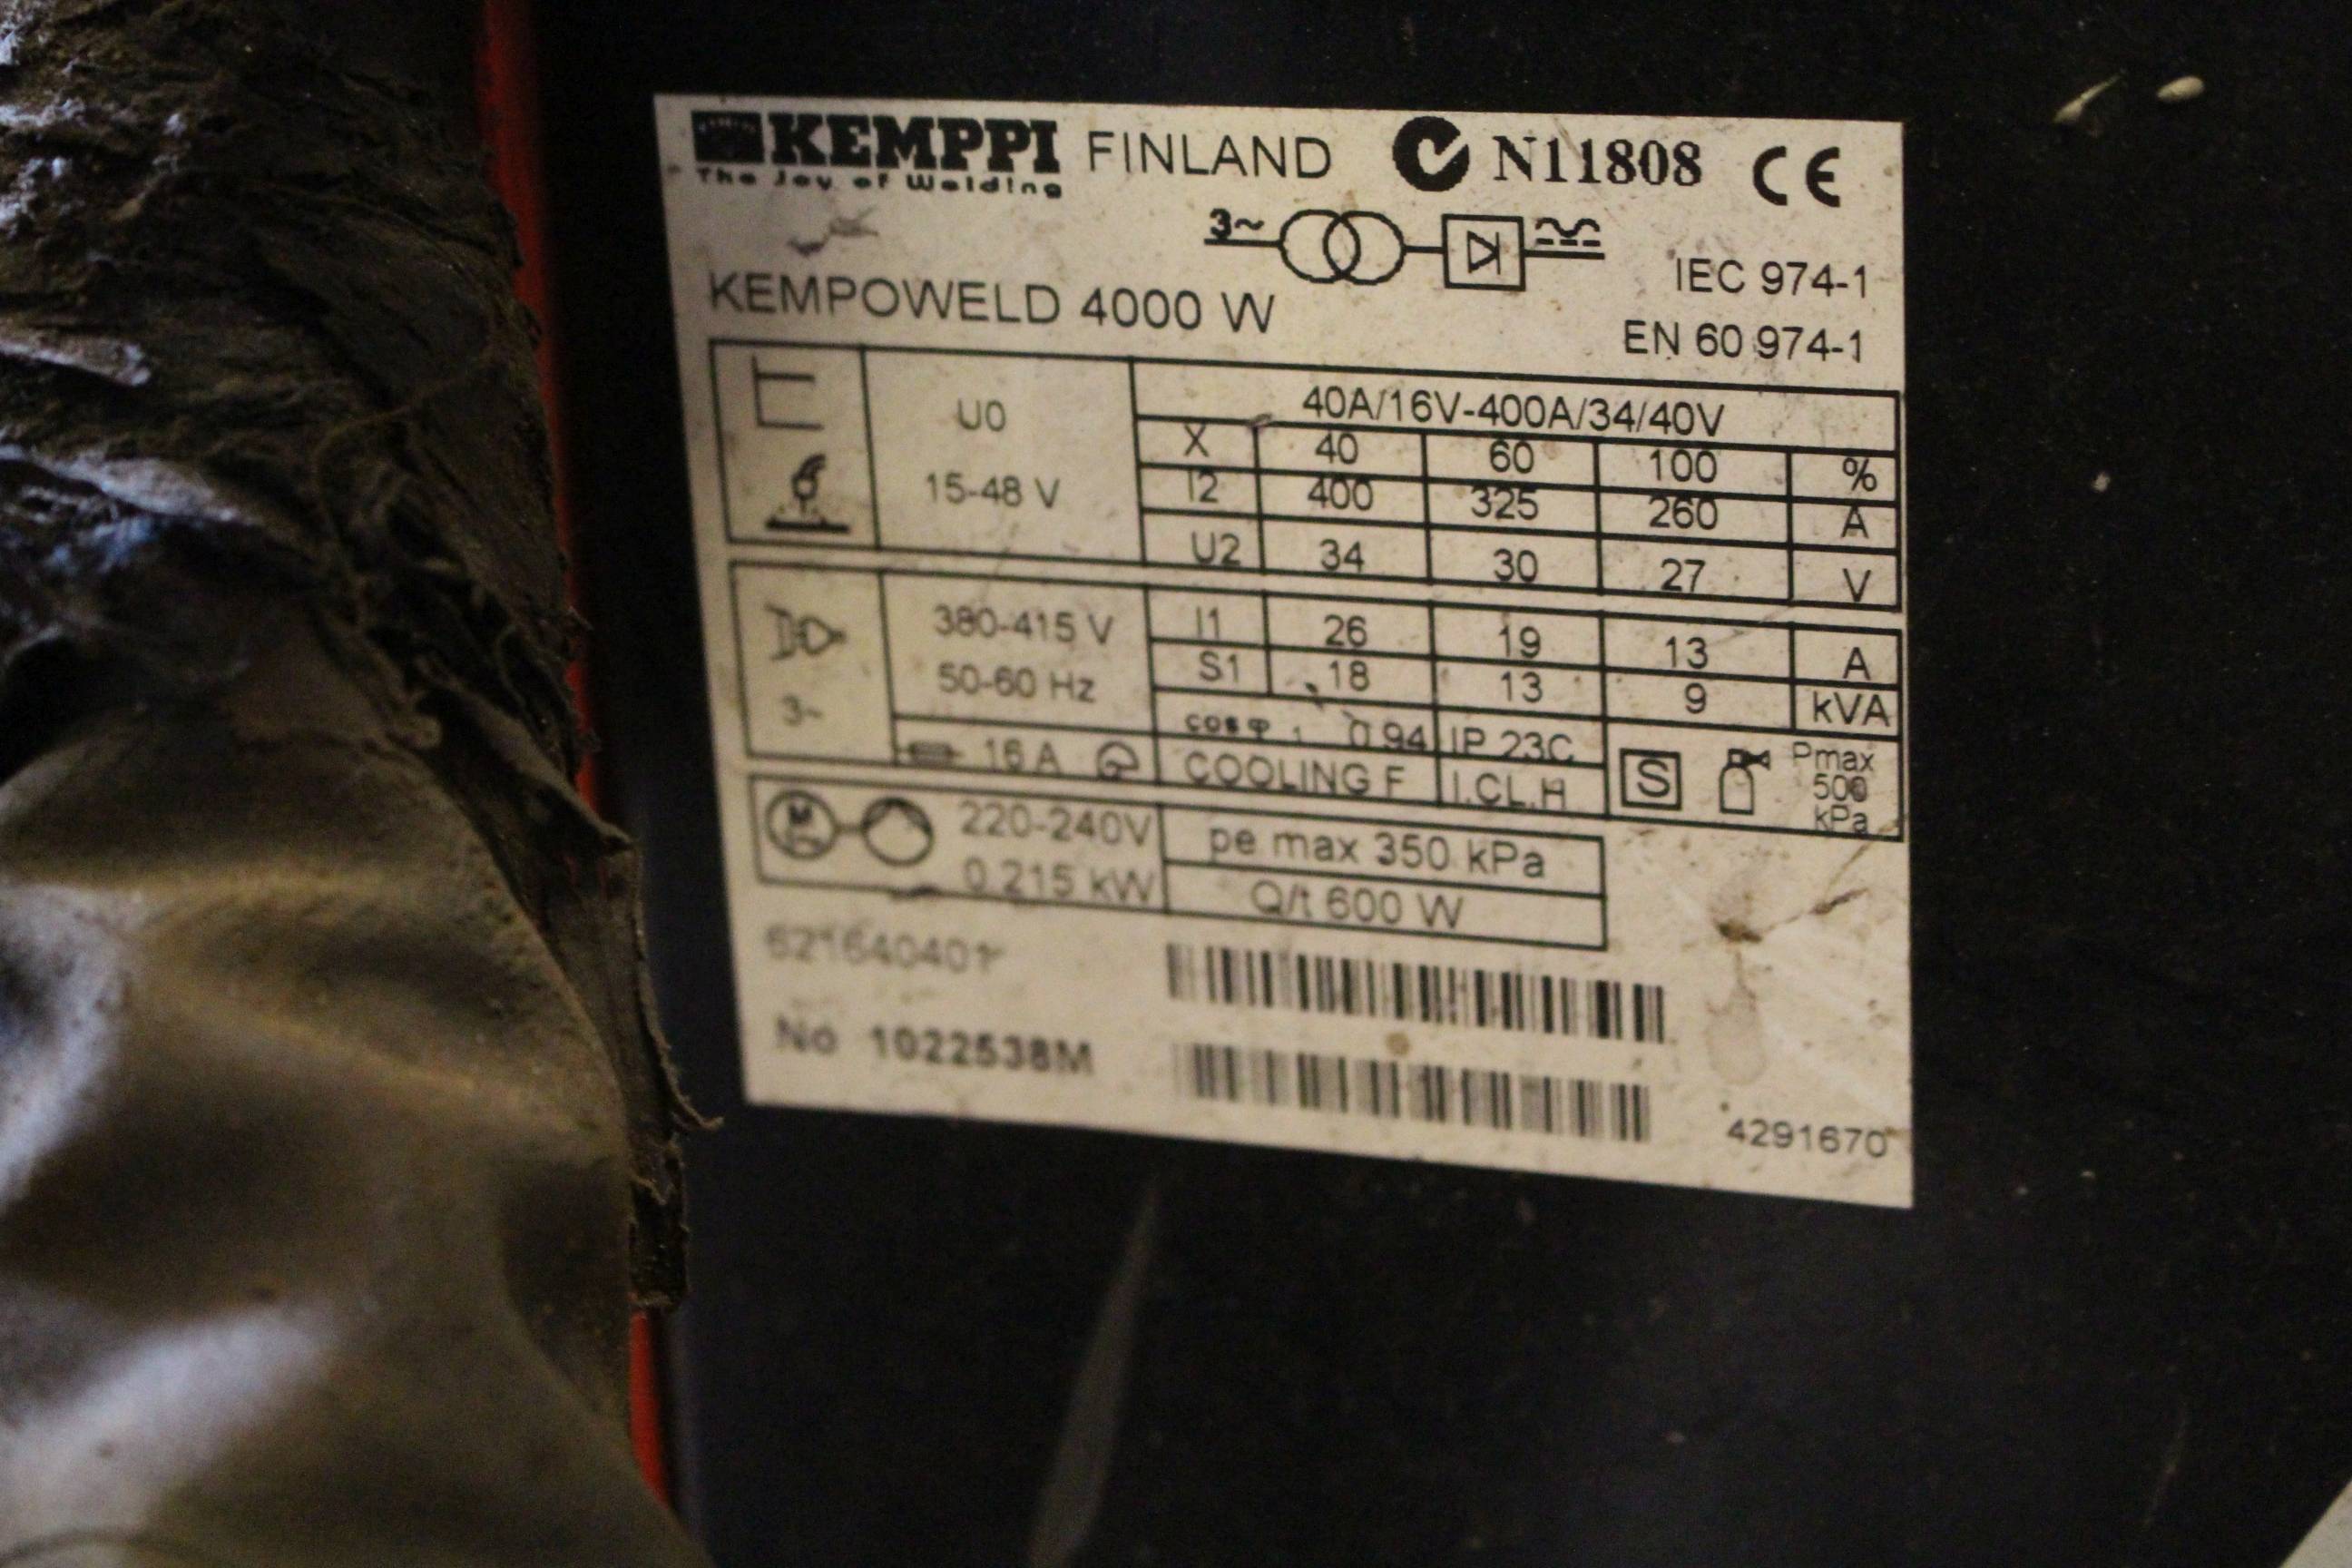 KEMPPI FINLAND N11808 CE
The Joy of Welding
3~
KEMPOWELD 4000 W
IEC 974-1
EN 60 974-1
U0
15-48 V
40A/16V-400A/34/40V
X 40 60 100 %
I2 400 325 260 A
U2 34 30 27 V
3~
380-415 V
50-60 Hz
16 A
I1 26 19 13 A
S1 18 13 9 kVA
cos φ 0.94 IP 23C
COOLING F I.CL.H
S
Pmax
500
kPa
M
220-240V
0.215 kW
pe max 350 kPa
Q/t 600 W
621640401
No 1022538M
4291670